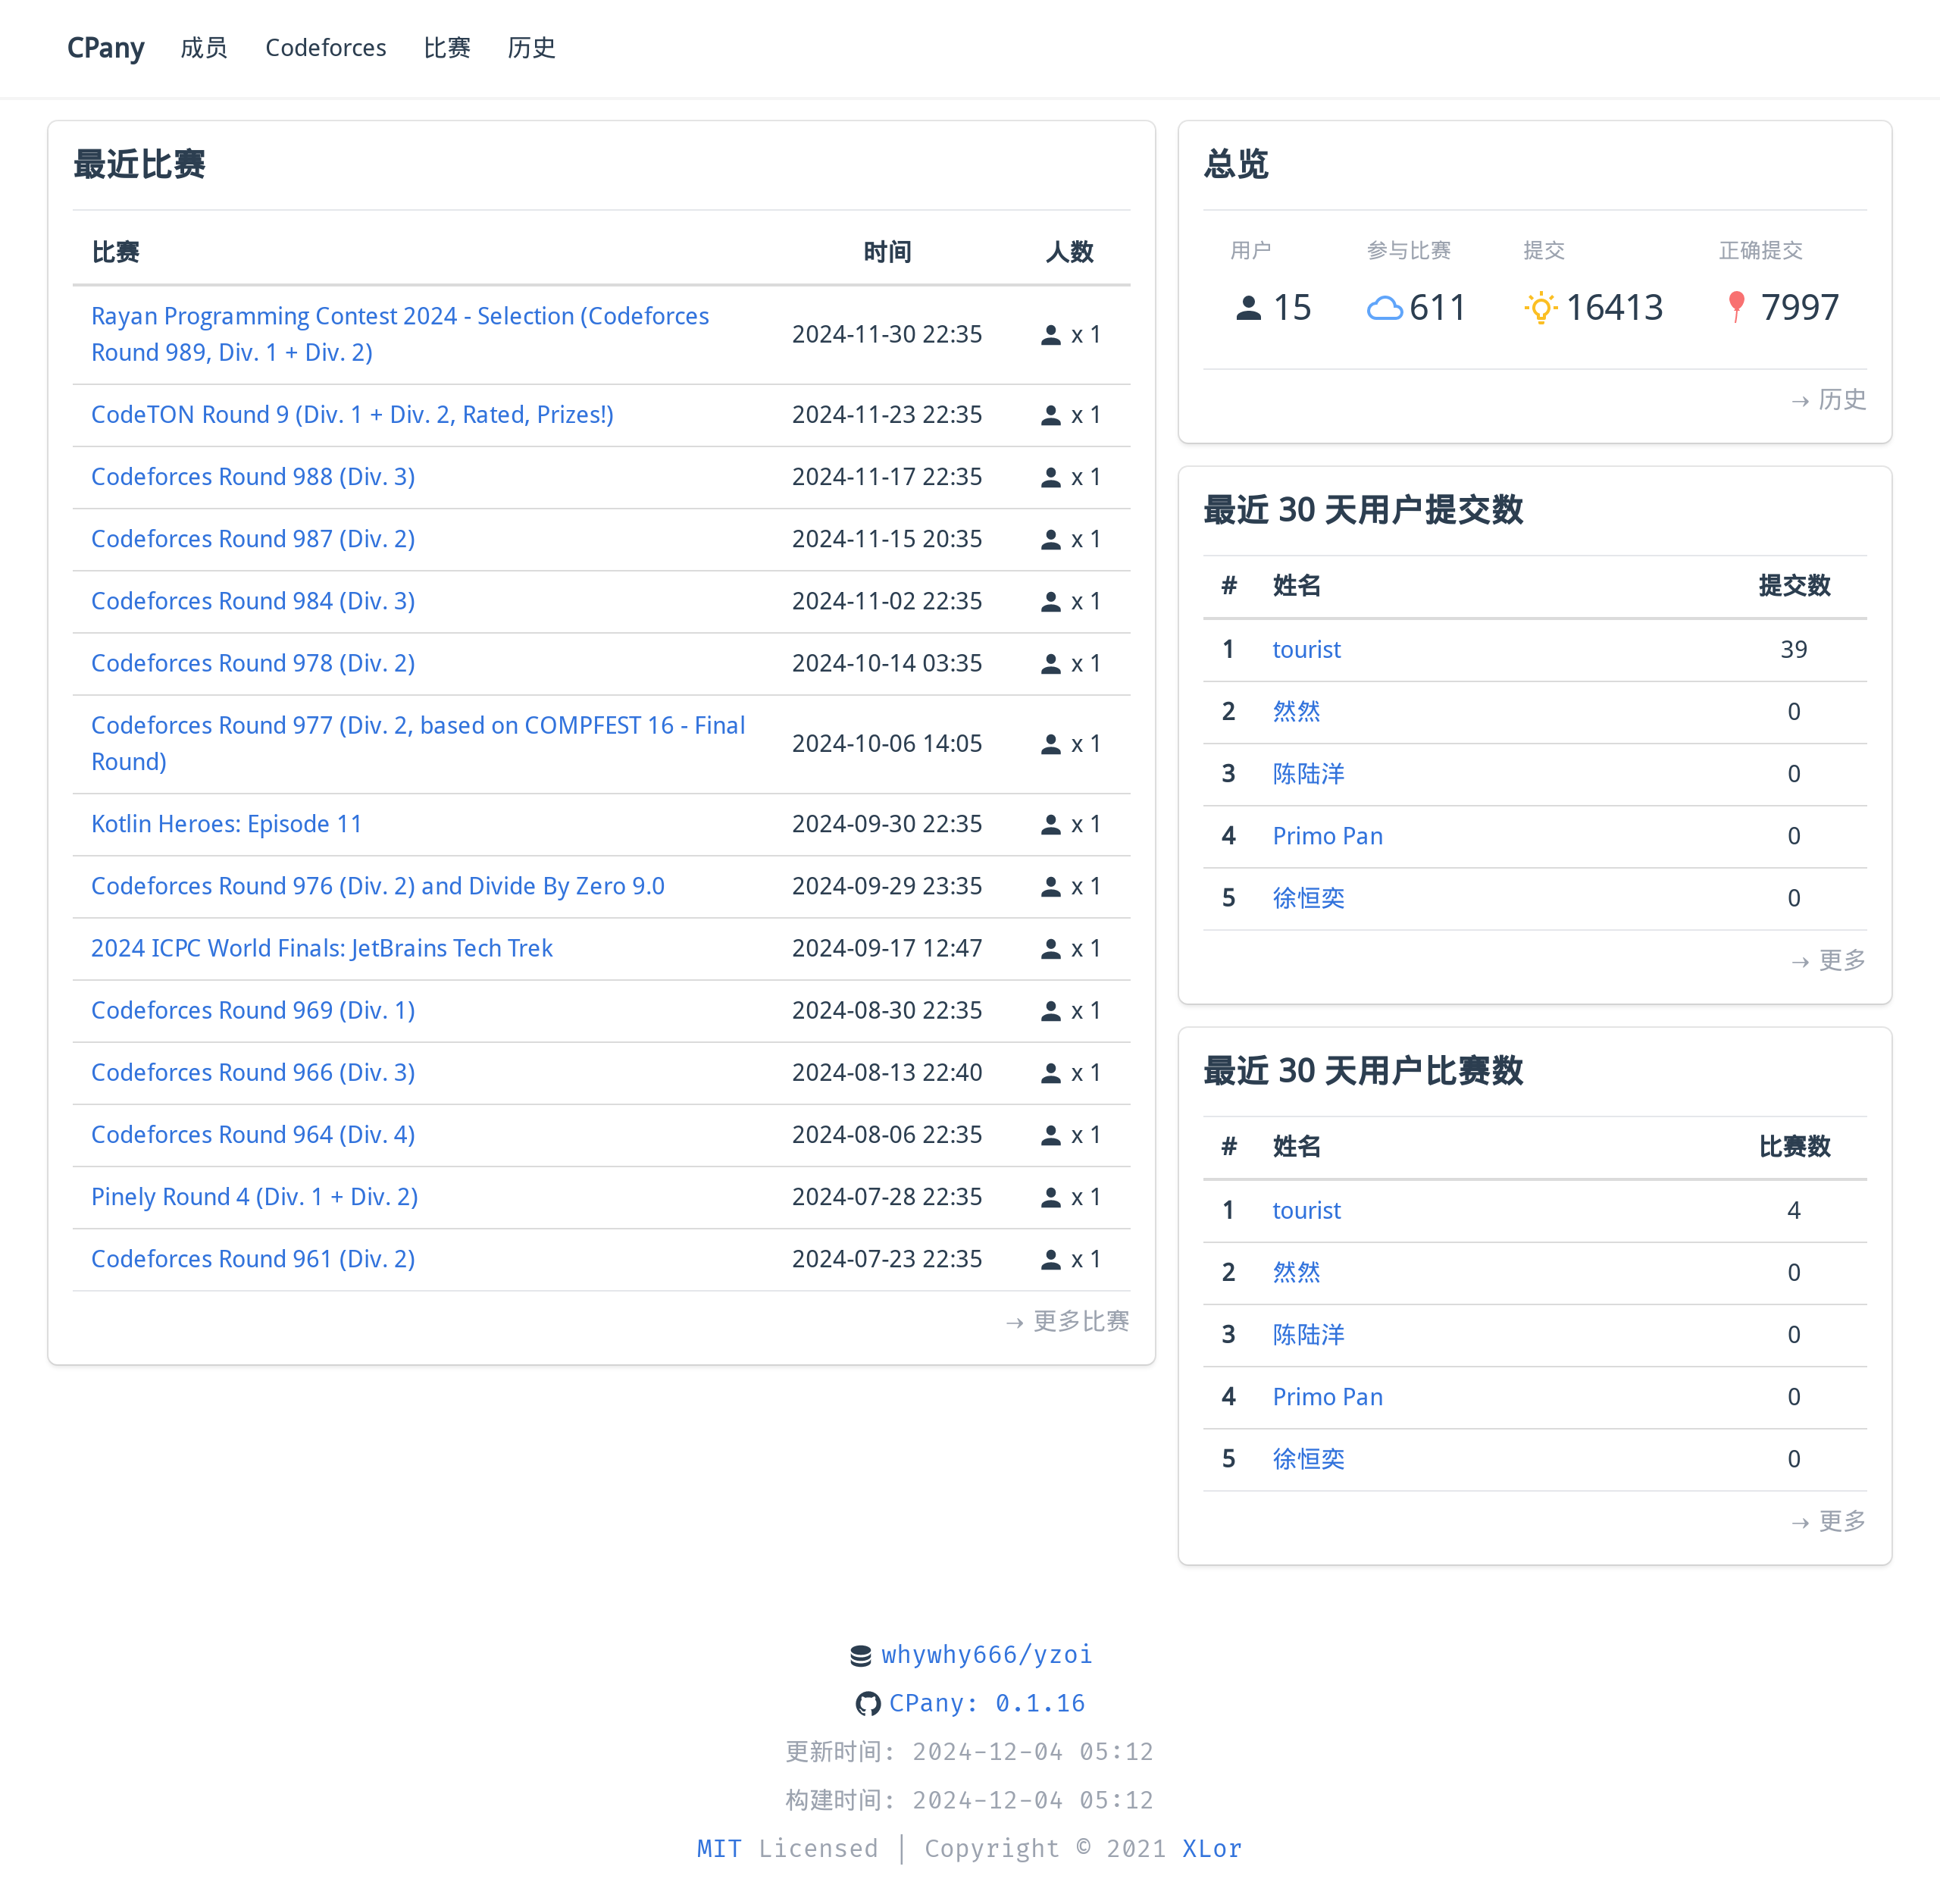 CPany 成员 Codeforces 比赛 历史
最近比赛
比赛 时间 人数
Rayan Programming Contest 2024 - Selection (Codeforces
Round 989, Div. 1 + Div. 2)
2024-11-30 22:35 x 1
CodeTON Round 9 (Div. 1 + Div. 2, Rated, Prizes!) 2024-11-23 22:35 x 1
Codeforces Round 988 (Div. 3) 2024-11-17 22:35 x 1
Codeforces Round 987 (Div. 2) 2024-11-15 20:35 x 1
Codeforces Round 984 (Div. 3) 2024-11-02 22:35 x 1
Codeforces Round 978 (Div. 2) 2024-10-14 03:35 x 1
Codeforces Round 977 (Div. 2, based on COMPFEST 16 - Final
Round)
2024-10-06 14:05 x 1
Kotlin Heroes: Episode 11 2024-09-30 22:35 x 1
Codeforces Round 976 (Div. 2) and Divide By Zero 9.0 2024-09-29 23:35 x 1
2024 ICPC World Finals: JetBrains Tech Trek 2024-09-17 12:47 x 1
Codeforces Round 969 (Div. 1) 2024-08-30 22:35 x 1
Codeforces Round 966 (Div. 3) 2024-08-13 22:40 x 1
Codeforces Round 964 (Div. 4) 2024-08-06 22:35 x 1
Pinely Round 4 (Div. 1 + Div. 2) 2024-07-28 22:35 x 1
Codeforces Round 961 (Div. 2) 2024-07-23 22:35 x 1
→ 更多比赛
总览
用户 参与比赛 提交 正确提交
15 611 16413 7997
→ 历史
最近 30 天用户提交数
# 姓名 提交数
1 tourist 39
2 然然 0
3 陈陆洋 0
4 Primo Pan 0
5 徐恒奕 0
→ 更多
最近 30 天用户比赛数
# 姓名 比赛数
1 tourist 4
2 然然 0
3 陈陆洋 0
4 Primo Pan 0
5 徐恒奕 0
→ 更多
whywhy666/yzoi
CPany: 0.1.16
更新时间: 2024-12-04 05:12
构建时间: 2024-12-04 05:12
MIT Licensed | Copyright © 2021 XLor